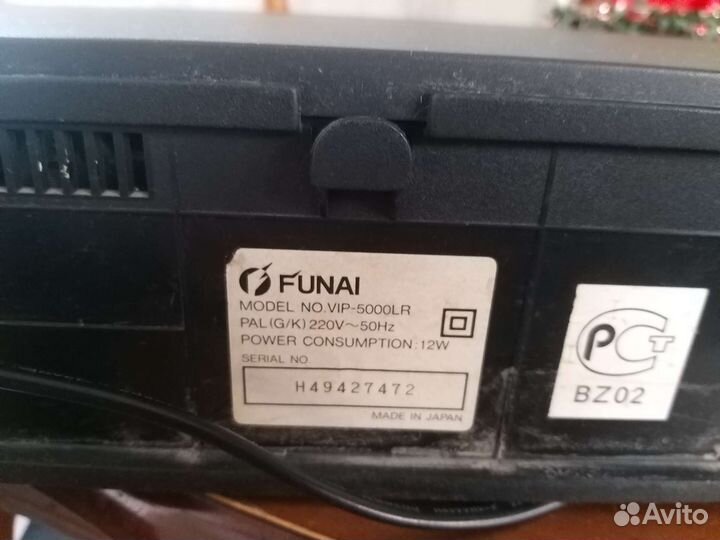 FUNAI
MODEL NO.VIP-5000LR
PAL(G/K) 220V~50Hz
POWER CONSUMPTION:12W
SERIAL NO.
H49427472
MADE IN JAPAN
РСТ
BZ02
Avito